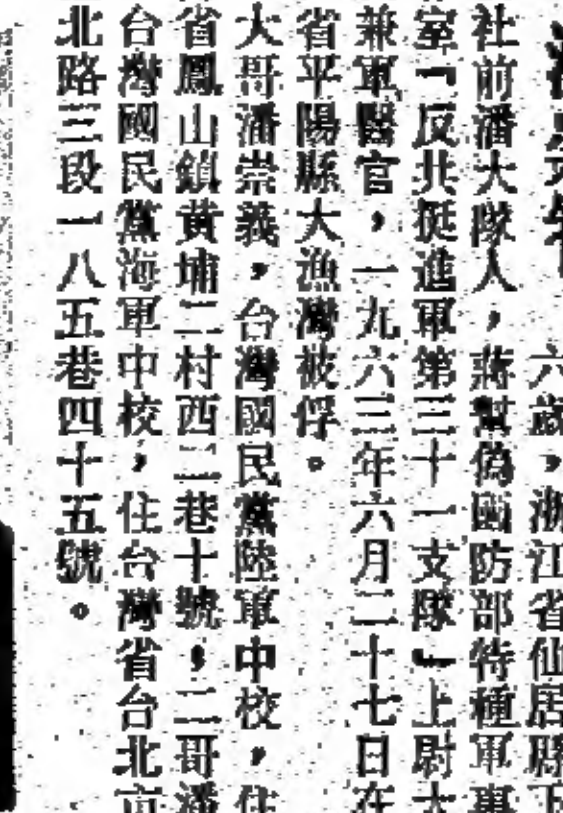 六歲，浙江省仙居縣下
社前潘大隊人，蔣幫偽國防部特種軍事
室「反共挺進軍第三十一支隊」上尉大
兼軍醫官，一九六三年六月二十七日在
省平陽縣大漁灣被俘。
大哥潘崇義，台灣國民黨陸軍中校，住
省鳳山鎮黃埔二村西二巷十號，二哥潘
台灣國民黨海軍中校，住台灣省台北市
北路三段一八五巷四十五號。